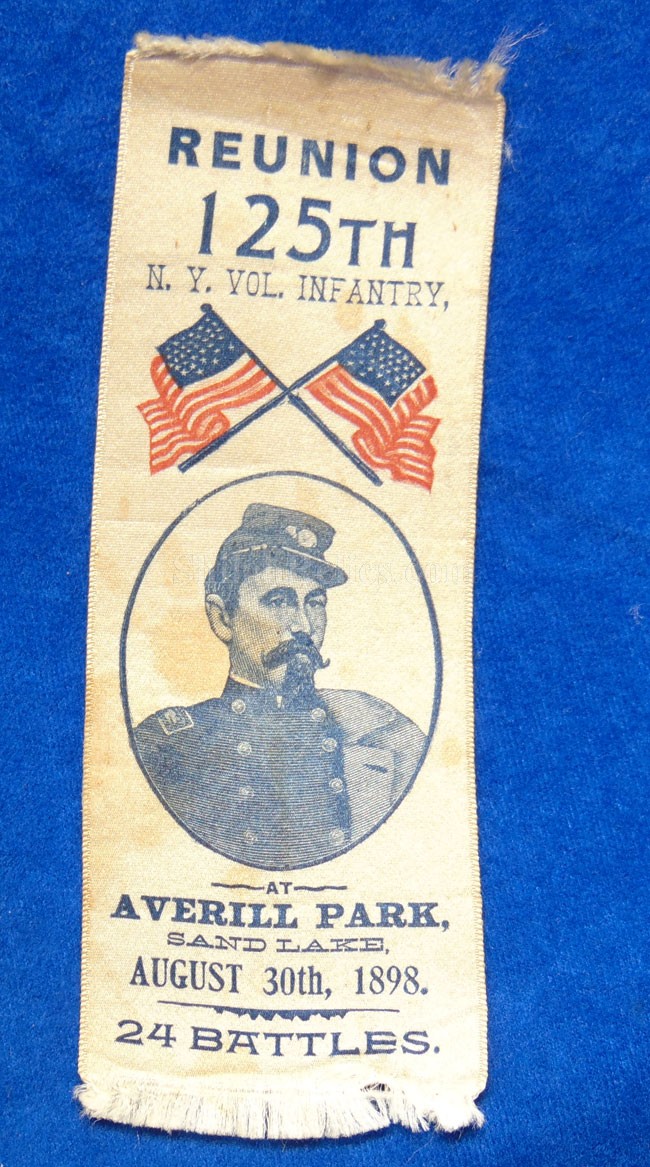 REUNION
125TH
N. Y. VOL. INFANTRY,
AT
AVERILL PARK,
SAND LAKE,
AUGUST 30th, 1898.
24 BATTLES.